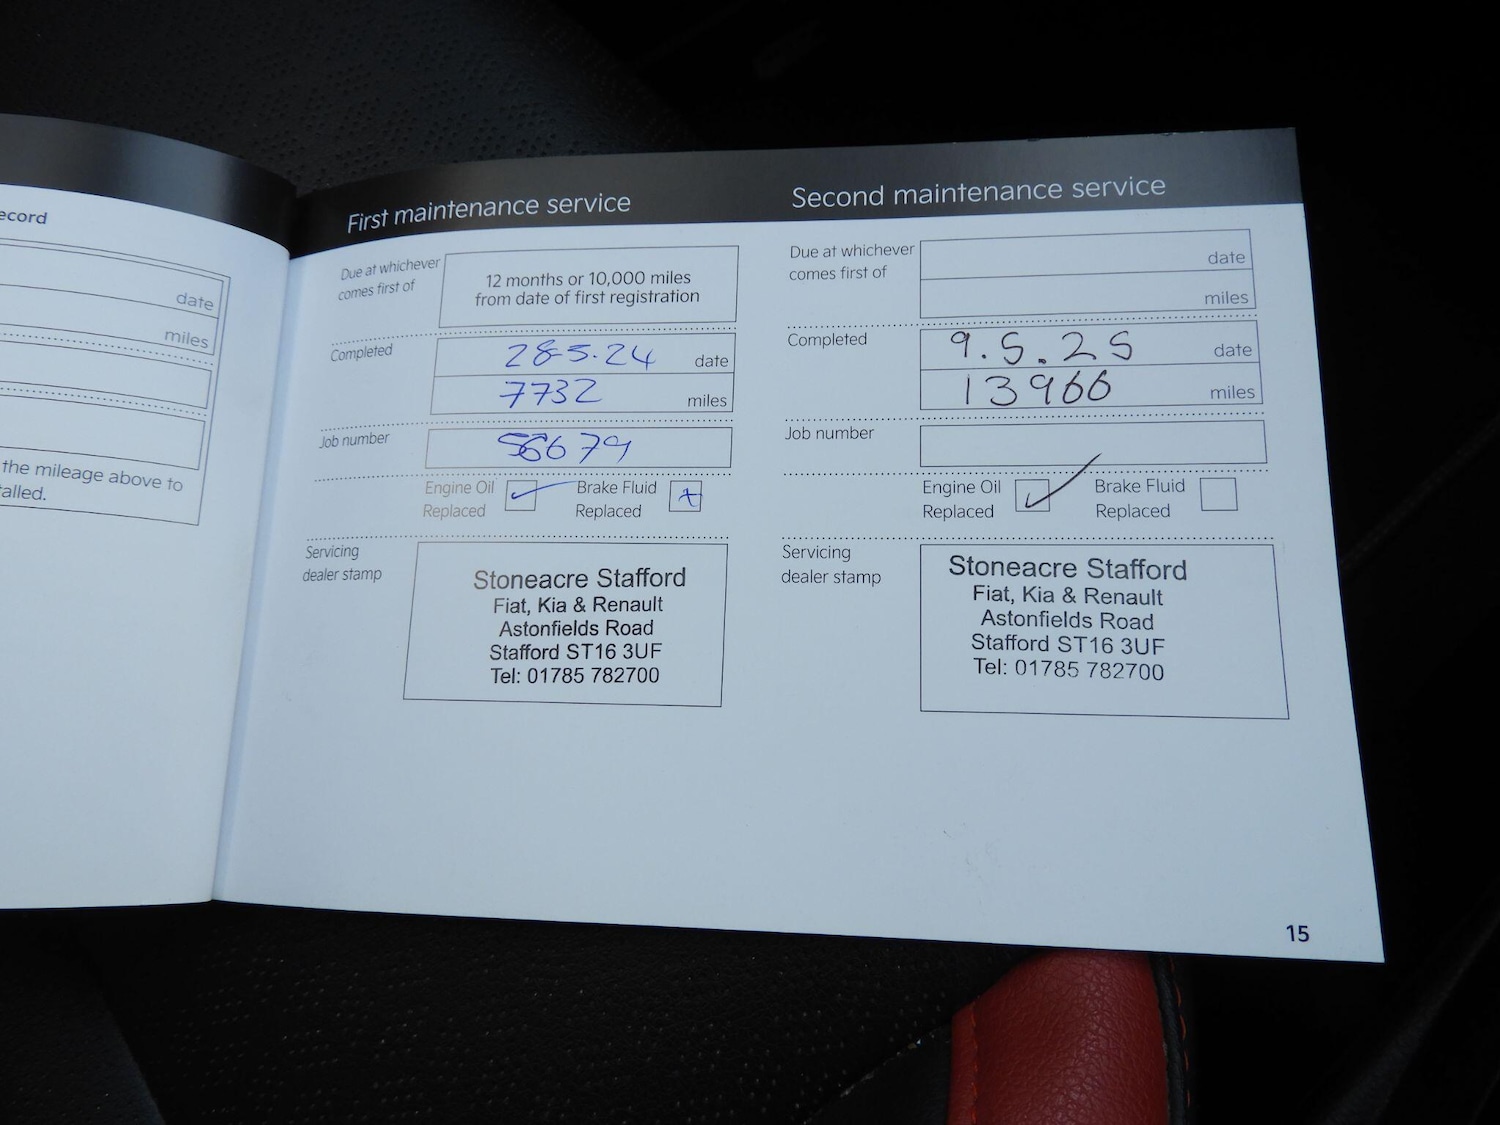 ecord
date
miles
the mileage above to
alled.
First maintenance service
Due at whichever
comes first of
12 months or 10,000 miles
from date of first registration
Completed
28-5.24 date
7732 miles
Job number
Engine Oil
Replaced
Brake Fluid
Replaced
Servicing
dealer stamp
Stoneacre Stafford
Fiat, Kia & Renault
Astonfields Road
Stafford ST16 3UF
Tel: 01785 782700
Second maintenance service
Due at whichever
comes first of
date
miles
Completed
9.5.25 date
13966 miles
Job number
Engine Oil
Replaced
Brake Fluid
Replaced
Servicing
dealer stamp
Stoneacre Stafford
Fiat, Kia & Renault
Astonfields Road
Stafford ST16 3UF
Tel: 01785 782700
15